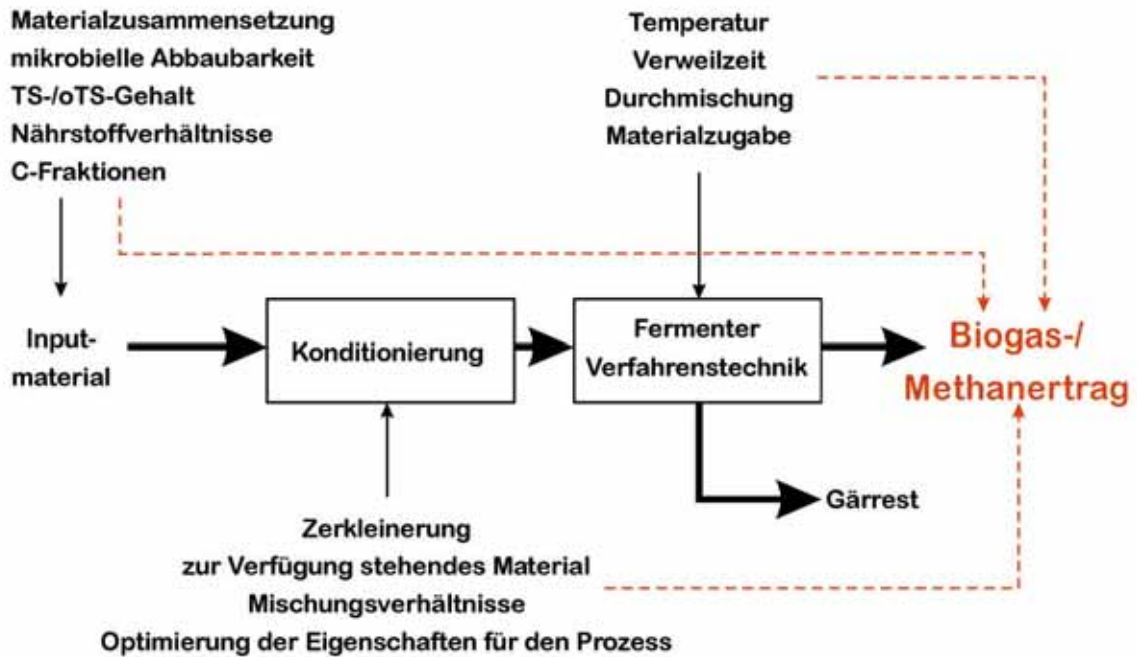 Materialzusammensetzung
mikrobielle Abbaubarkeit
TS-/oTS-Gehalt
Nährstoffverhältnisse
C-Fraktionen
Temperatur
Verweilzeit
Durchmischung
Materialzugabe
Input-
material
Konditionierung
Fermenter
Verfahrenstechnik
Biogas-/
Methanertrag
Gärrest
Zerkleinerung
zur Verfügung stehendes Material
Mischungsverhältnisse
Optimierung der Eigenschaften für den Prozess